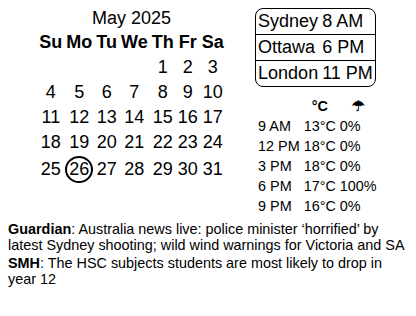 May 2025
Su Mo Tu We Th Fr Sa
1 2 3
4 5 6 7 8 9 10
11 12 13 14 15 16 17
18 19 20 21 22 23 24
25 26 27 28 29 30 31
Sydney 8 AM
Ottawa 6 PM
London 11 PM
°C ☂
9 AM 13°C 0%
12 PM 18°C 0%
3 PM 18°C 0%
6 PM 17°C 100%
9 PM 16°C 0%
Guardian: Australia news live: police minister ‘horrified’ by
latest Sydney shooting; wild wind warnings for Victoria and SA
SMH: The HSC subjects students are most likely to drop in
year 12